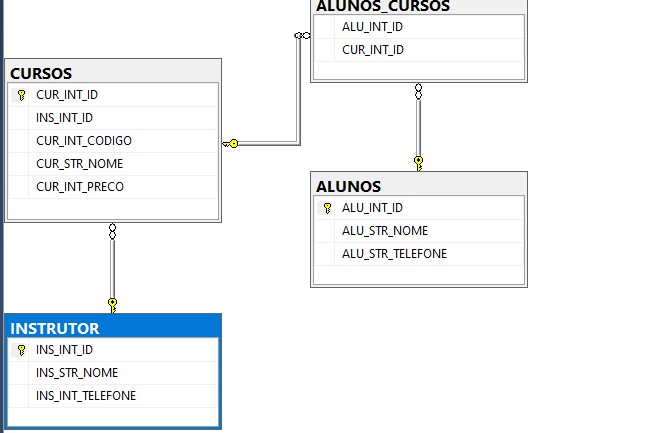 ALUNOS_CURSOS
ALU_INT_ID
CUR_INT_ID
CURSOS
CUR_INT_ID
INS_INT_ID
CUR_INT_CODIGO
CUR_STR_NOME
CUR_INT_PRECO
ALUNOS
ALU_INT_ID
ALU_STR_NOME
ALU_STR_TELEFONE
INSTRUTOR
INS_INT_ID
INS_STR_NOME
INS_INT_TELEFONE